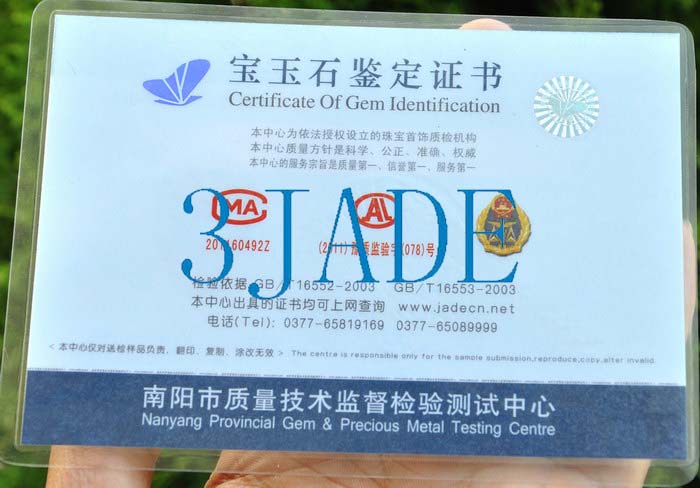 宝玉石鉴定证书
Certificate Of Gem Identification
本中心为依法授权设立的珠宝首饰质检机构
本中心质量方针是科学、公正、准确、权威
本中心的服务宗旨是质量第一、信誉第一、服务第一
MA
AL
3JADE
(2011) (078)号
检验依据 GB/T16552-2003 GB/T16553-2003
本中心出具的证书均可上网查询 www.jadecn.net
电话(Tel): 0377-65819169 0377-65089999
< 本中心仅对送检样品负责，翻印、复制、涂改无效 > The centre is responsible only for the sample submission,reproduce,copy,alter invalid.
南阳市质量技术监督检验测试中心
Nanyang Provincial Gem & Precious Metal Testing Centre